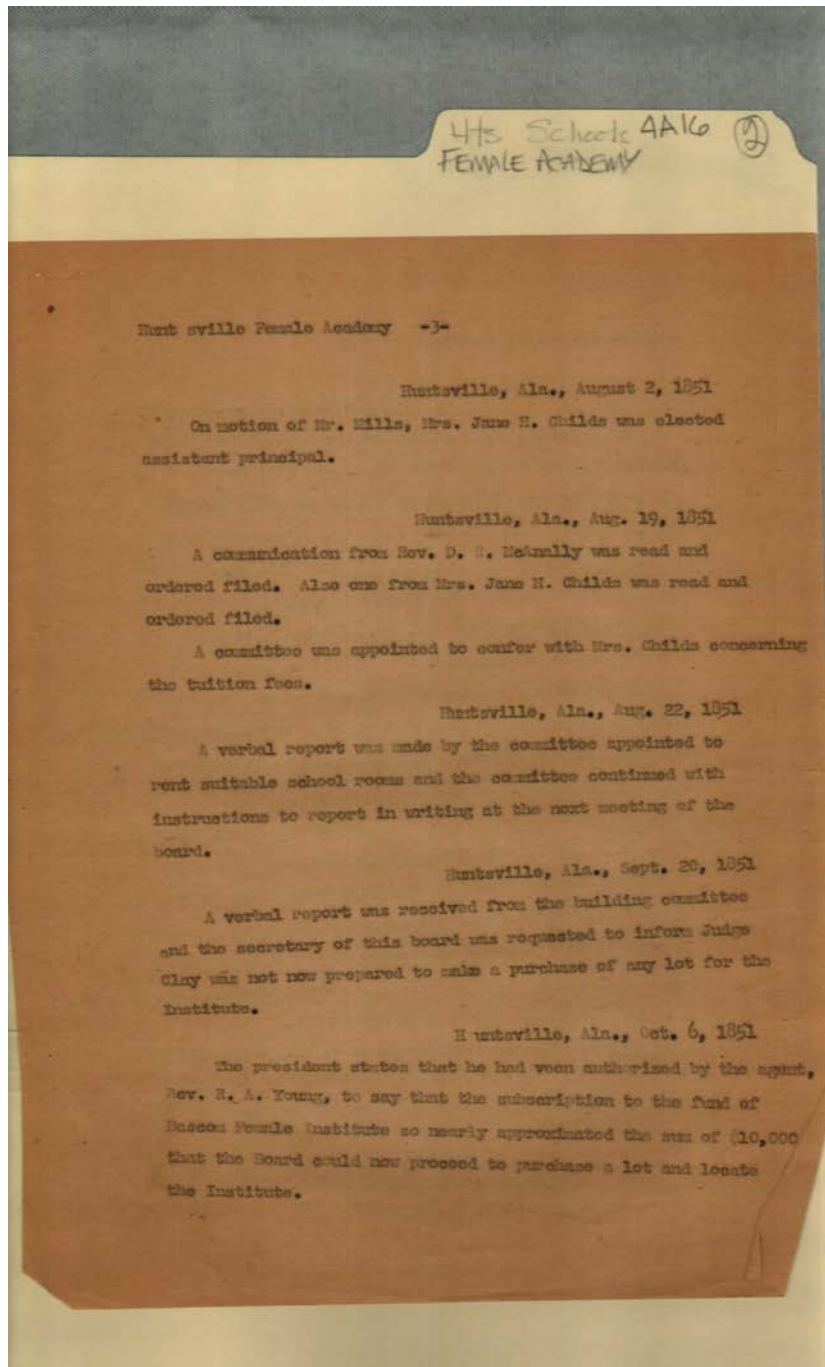 Hts Schools 4A16 2
FEMALE ACADEMY
Hunt sville Female Academy -3-
Huntsville, Ala., August 2, 1851
On motion of Mr. Mills, Mrs. Jane H. Childs was elected
assistant principal.
Huntsville, Ala., Aug. 19, 1851
A communication from Rev. D. R. McAnally was read and
ordered filed. Also one from Mrs. Jane H. Childs was read and
ordered filed.
A committee was appointed to confer with Mrs. Childs concerning
the tuition fees.
Huntsville, Ala., Aug. 22, 1851
A verbal report was made by the committee appointed to
rent suitable school rooms and the committee continued with
instructions to report in writing at the next meeting of the
board.
Huntsville, Ala., Sept. 20, 1851
A verbal report was received from the building committee
and the secretary of this board was requested to inform Judge
Clay was not now prepared to make a purchase of any lot for the
Institute.
H untsville, Ala., Oct. 6, 1851
The president states that he had veen authorized by the agent,
Rev. R. A. Young, to say that the subscription to the fund of
Bascom Female Institute so nearly approximated the sum of $10,000
that the Board could now proceed to purchase a lot and locate
the Institute.